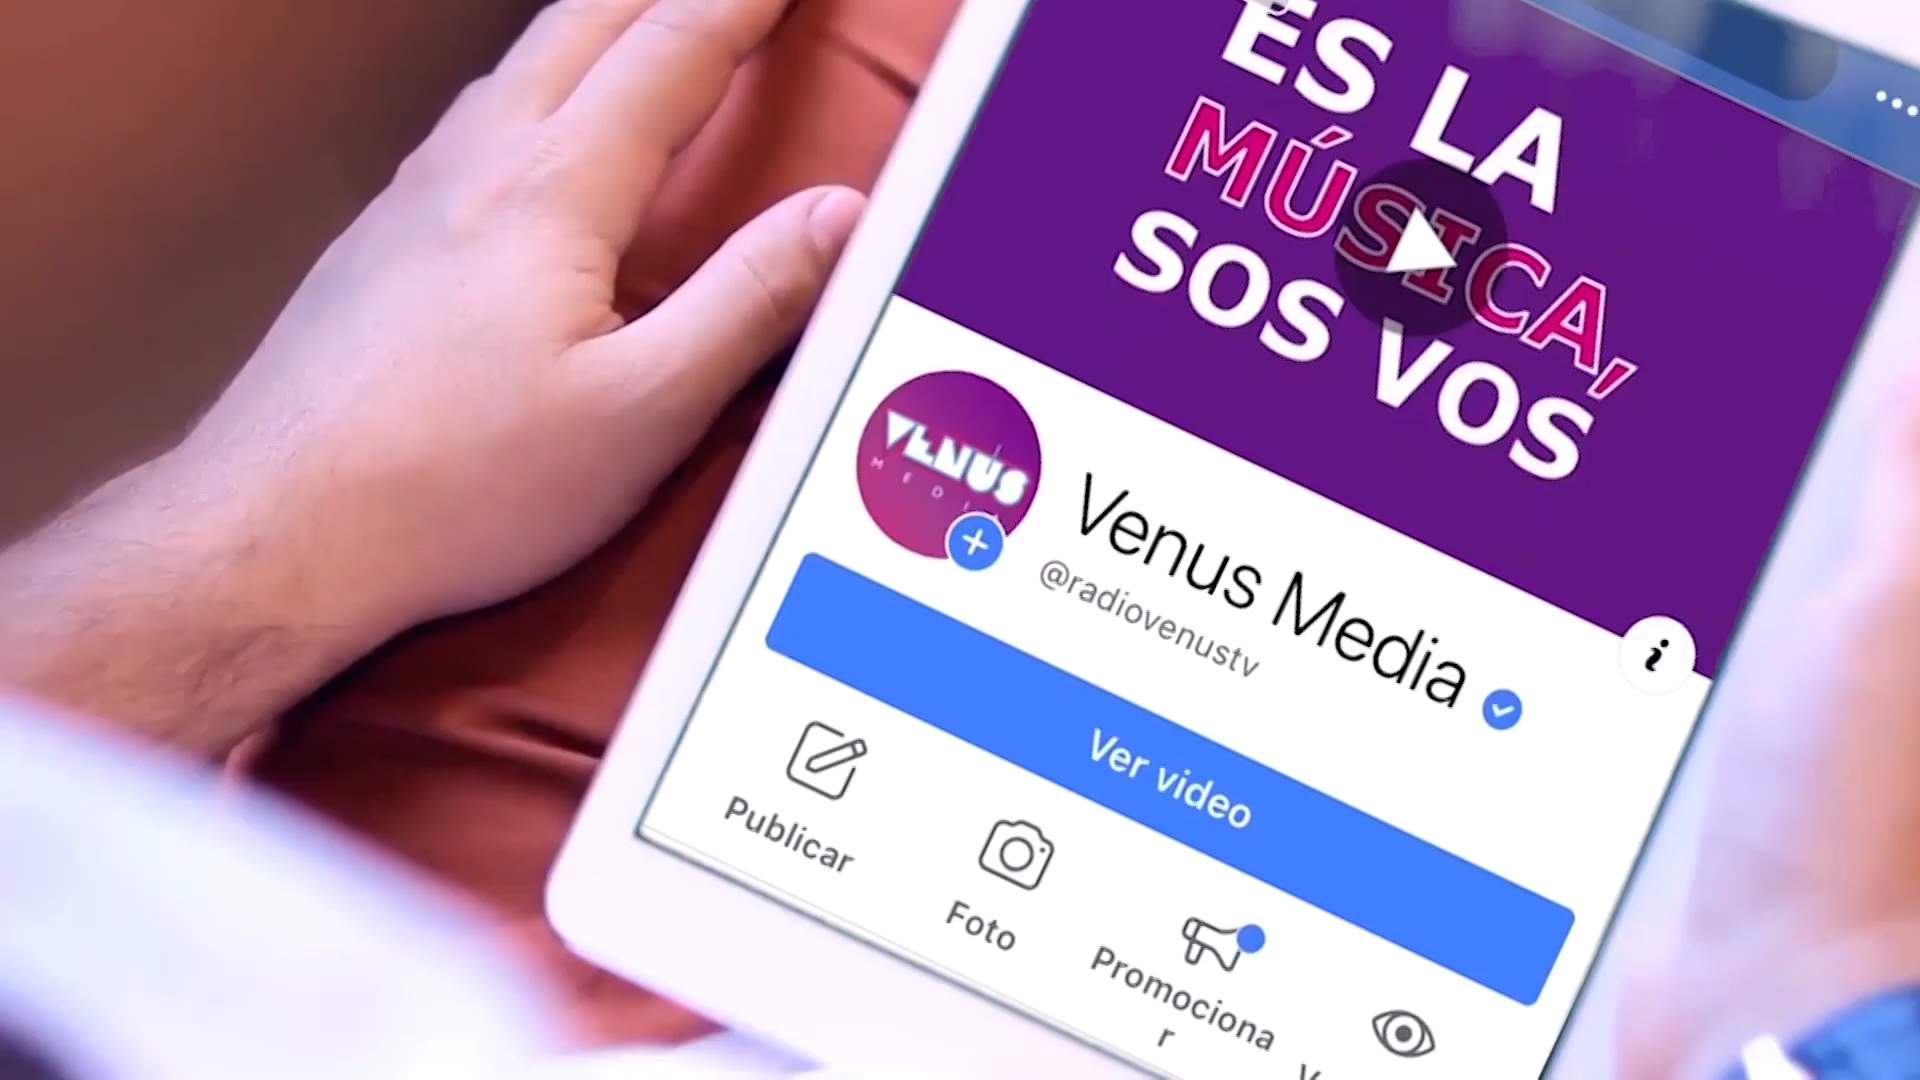 ES LA
MÚSICA,
SOS VOS
VENUS
MEDIA
Venus Media
@radiovenustv
Ver video
Publicar
Foto
Promociona
r